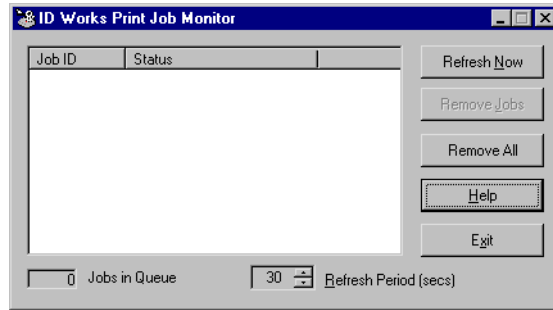 ID Works Print Job Monitor
Job ID Status
Refresh Now
Remove Jobs
Remove All
Help
Exit
0 Jobs in Queue 30 Refresh Period (secs)